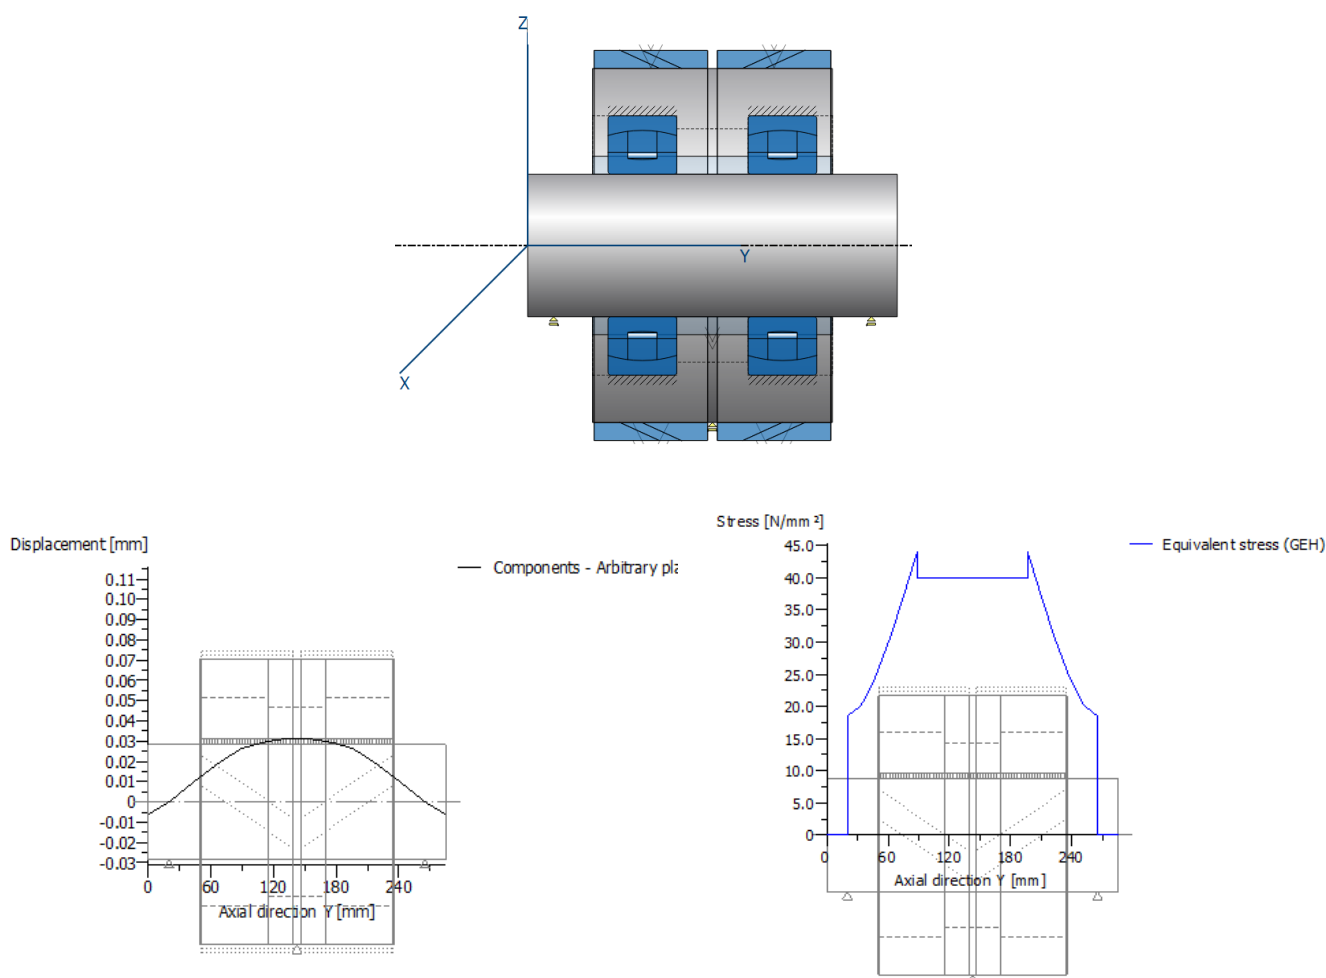 Z
Y
X
Displacement [mm]
Components - Arbitrary pla
0.11
0.10
0.09
0.08
0.07
0.06
0.05
0.04
0.03
0.02
0.01
0
-0.01
-0.02
-0.03
0 60 120 180 240
Axial direction Y [mm]
Stress [N/mm²]
Equivalent stress (GEH)
45.0
40.0
35.0
30.0
25.0
20.0
15.0
10.0
5.0
0
0 60 120 180 240
Axial direction Y [mm]